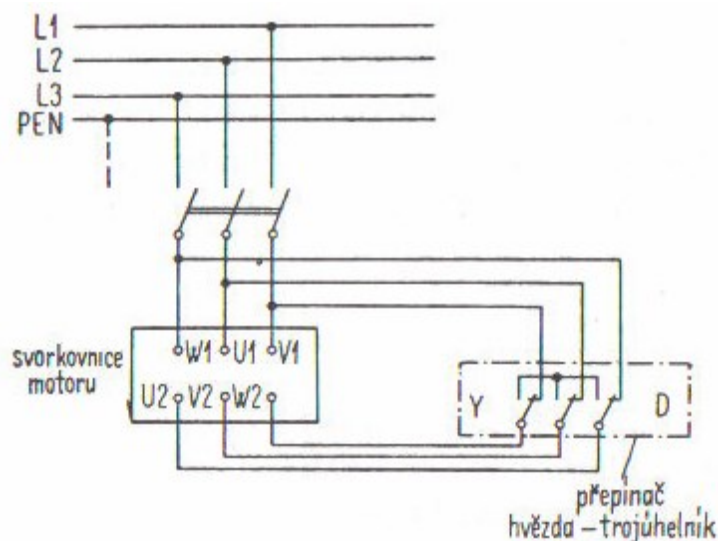 L1
L2
L3
PEN
W1 U1 V1
svorkovnice
motoru
U2 V2 W2
Y D
přepínač
hvězda – trojúhelník